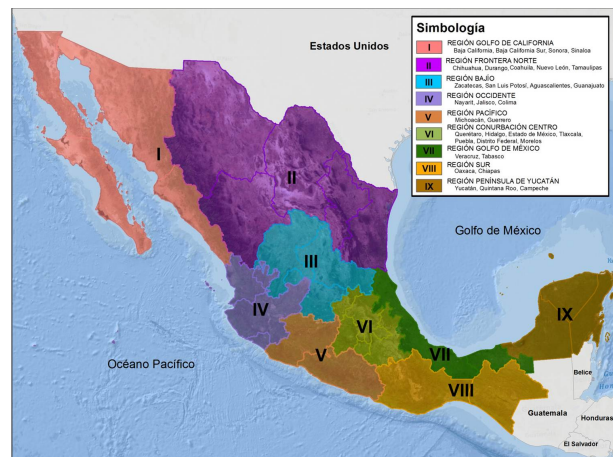 Estados Unidos
Simbología
I REGIÓN GOLFO DE CALIFORNIA
Baja California, Baja California Sur, Sonora, Sinaloa
II REGIÓN FRONTERA NORTE
Chihuahua, Durango, Coahuila, Nuevo León, Tamaulipas
III REGIÓN BAJÍO
Zacatecas, San Luis Potosí, Aguascalientes, Guanajuato
IV REGIÓN OCCIDENTE
Nayarit, Jalisco, Colima
V REGIÓN PACÍFICO
Michoacán, Guerrero
VI REGIÓN CONURBACIÓN CENTRO
Querétaro, Hidalgo, Estado de México, Tlaxcala,
Puebla, Distrito Federal, Morelos
VII REGIÓN GOLFO DE MÉXICO
Veracruz, Tabasco
VIII REGIÓN SUR
Oaxaca, Chiapas
IX REGIÓN PENÍNSULA DE YUCATÁN
Yucatán, Quintana Roo, Campeche
I
II
Golfo de México
III
IV
IX
VI
V
VII
Océano Pacífico
VIII
Belice
Guatemala
Honduras
El Salvador